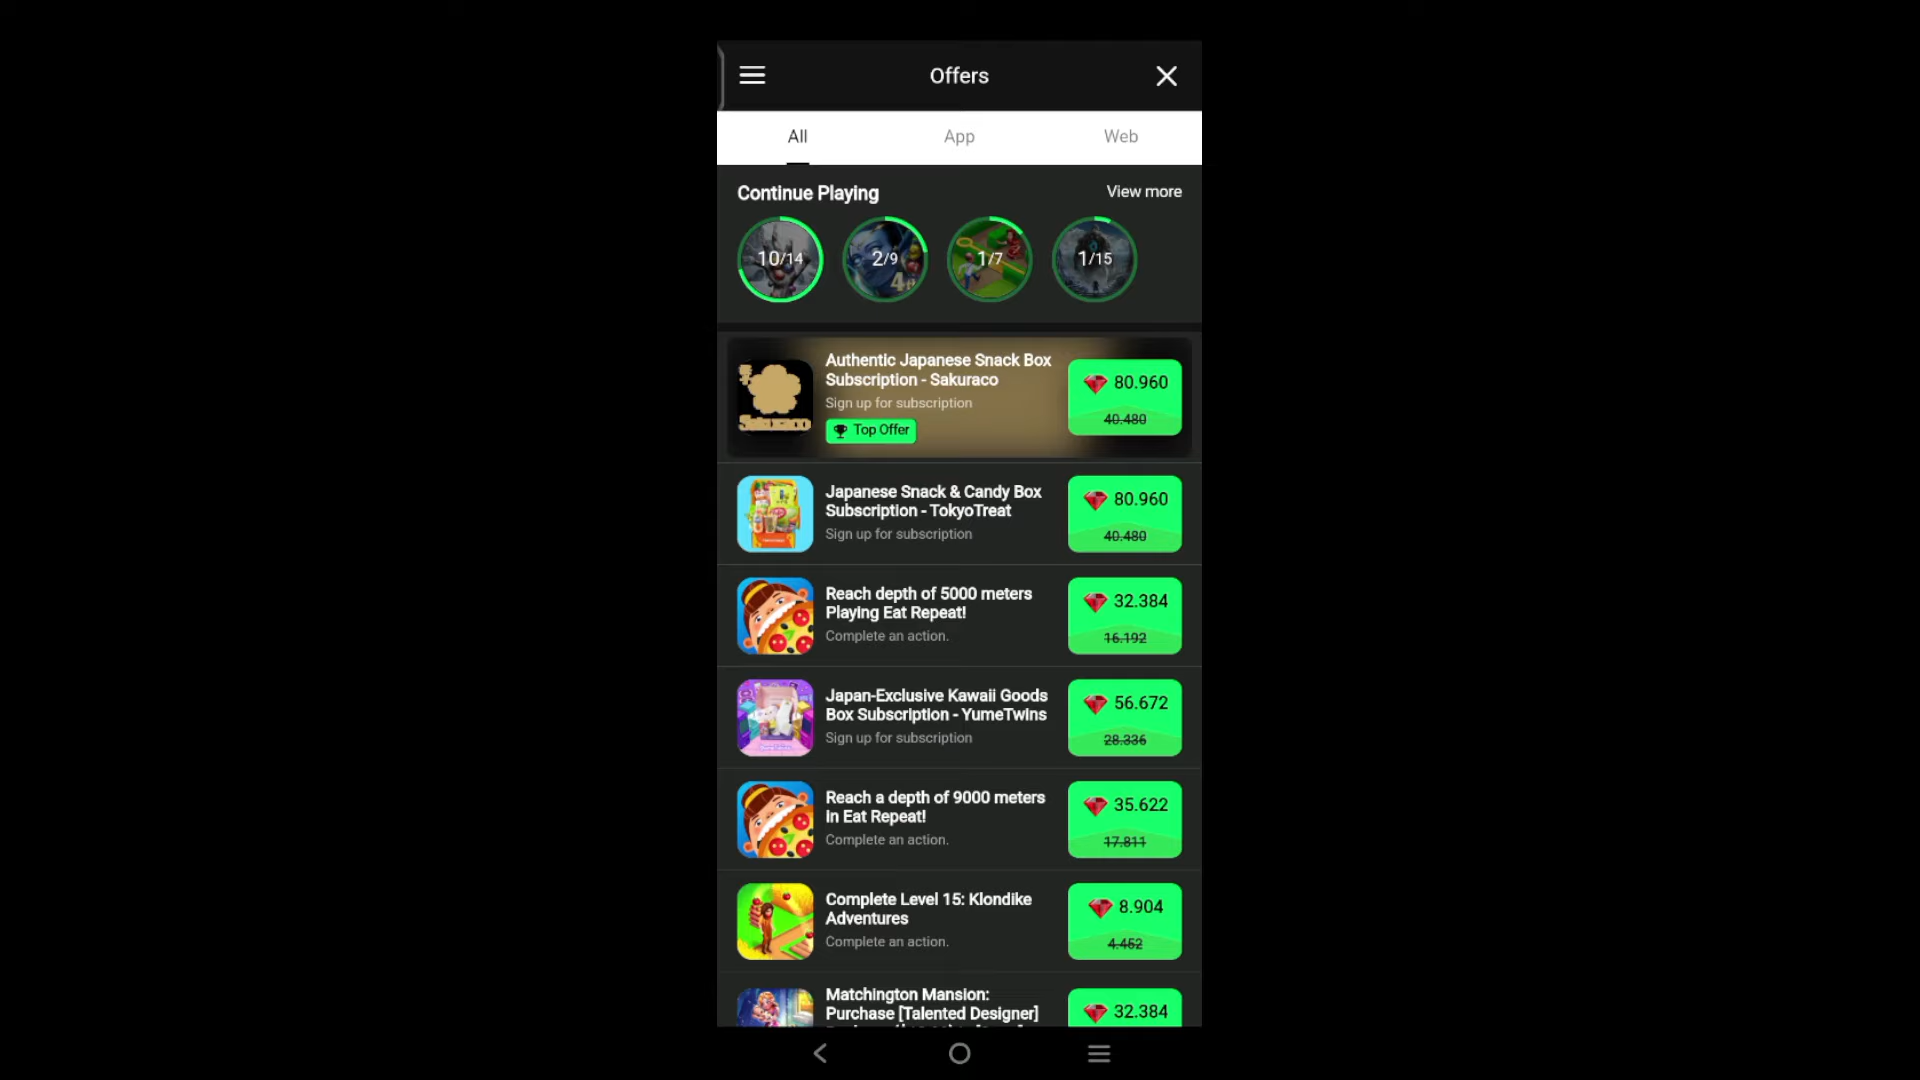 Offers
All
App
Web
Continue Playing
View more
10/14
2/9
1/7
1/15
Authentic Japanese Snack Box
Subscription - Sakuraco
Sign up for subscription
Top Offer
80.960
40.480
Japanese Snack & Candy Box
Subscription - TokyoTreat
Sign up for subscription
80.960
40.480
Reach depth of 5000 meters
Playing Eat Repeat!
Complete an action.
32.384
16.192
Japan-Exclusive Kawaii Goods
Box Subscription - YumeTwins
Sign up for subscription
56.672
28.336
Reach a depth of 9000 meters
in Eat Repeat!
Complete an action.
35.622
17.811
Complete Level 15: Klondike
Adventures
Complete an action.
8.904
4.452
Matchington Mansion:
Purchase [Talented Designer]
32.384